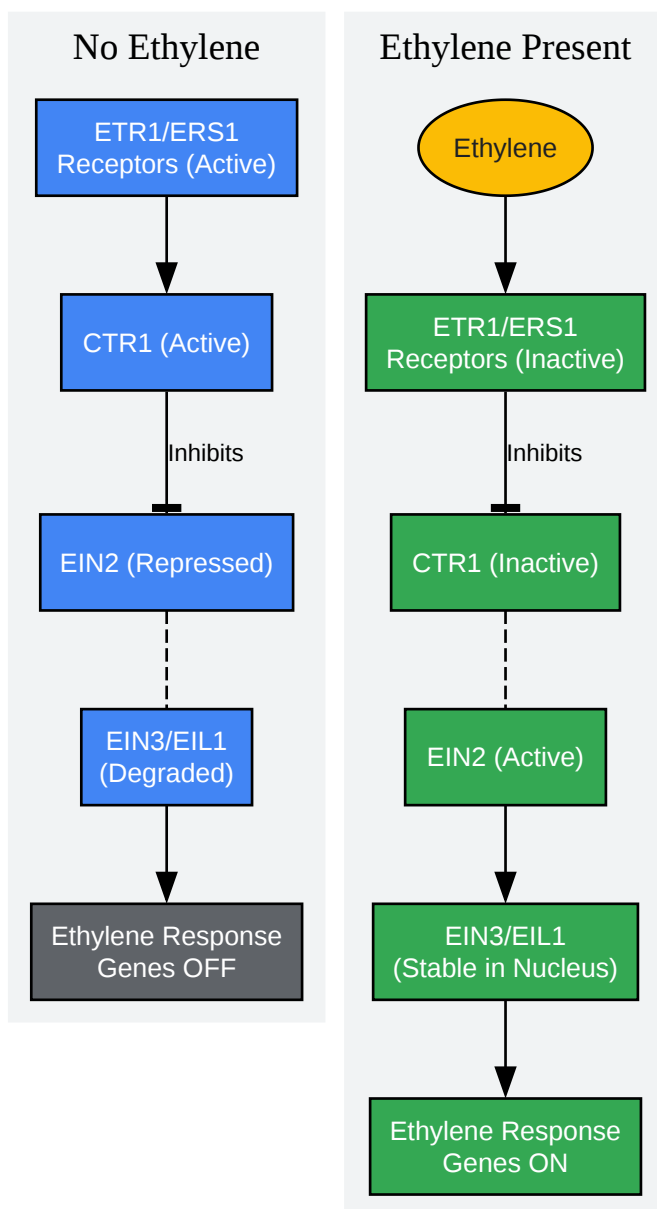 No Ethylene
ETR1/ERS1
Receptors (Active)
CTR1 (Active)
Inhibits
EIN2 (Repressed)
EIN3/EIL1
(Degraded)
Ethylene Response
Genes OFF
Ethylene Present
Ethylene
ETR1/ERS1
Receptors (Inactive)
Inhibits
CTR1 (Inactive)
EIN2 (Active)
EIN3/EIL1
(Stable in Nucleus)
Ethylene Response
Genes ON